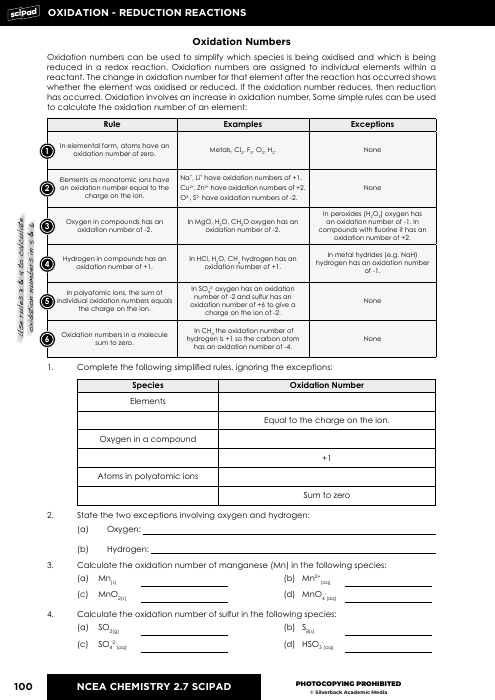 scipad OXIDATION - REDUCTION REACTIONS
Oxidation Numbers
Oxidation numbers can be used to simplify which species is being oxidised and which is being
reduced in a redox reaction. Oxidation numbers are assigned to individual elements within a
reactant. The change in oxidation number for that element after the reaction has occurred shows
whether the element was oxidised or reduced. If the oxidation number reduces, then reduction
has occurred. Oxidation involves an increase in oxidation number. Some simple rules can be used
to calculate the oxidation number of an element:
Rule Examples Exceptions
1 In elemental form, atoms have an
oxidation number of zero.
Metals, Cl₂, F₂, O₂, H₂.
None
2 Elements as monatomic ions have
an oxidation number equal to the
charge on the ion.
Na⁺, Li⁺ have oxidation numbers of +1.
Cu²⁺, Zn²⁺ have oxidation numbers of +2.
O²⁻, S²⁻ have oxidation numbers of -2.
None
3 Oxygen in compounds has an
oxidation number of -2.
In MgO, H₂O, CH₃O oxygen has an
oxidation number of -2.
In peroxides (H₂O₂) oxygen has
an oxidation number of -1. In
compounds with fluorine it has an
oxidation number of +2.
4 Hydrogen in compounds has an
oxidation number of +1.
In HCl, H₂O, CH₄ hydrogen has an
oxidation number of +1.
In metal hydrides (e.g. NaH)
hydrogen has an oxidation number
of -1.
5 In polyatomic ions, the sum of
individual oxidation numbers equals
the charge on the ion.
In SO₄²⁻ oxygen has an oxidation
number of -2 and sulfur has an
oxidation number of +6 to give a
charge on the ion of -2.
None
6 Oxidation numbers in a molecule
sum to zero.
In CH₄ the oxidation number of
hydrogen is +1 so the carbon atom
has an oxidation number of -4.
None
Use rules 3 & 4 to calculate
oxidation numbers in 5 & 6
1. Complete the following simplified rules, ignoring the exceptions:
Species Oxidation Number
Elements
Equal to the charge on the ion.
Oxygen in a compound
+1
Atoms in polyatomic ions
Sum to zero
2. State the two exceptions involving oxygen and hydrogen:
(a) Oxygen:
(b) Hydrogen:
3. Calculate the oxidation number of manganese (Mn) in the following species:
(a) Mn(s) (b) Mn²⁺(aq)
(c) MnO₂(s) (d) MnO₄⁻(aq)
4. Calculate the oxidation number of sulfur in the following species:
(a) SO₂(g) (b) S₈(s)
(c) SO₄²⁻(aq) (d) HSO₃⁻(aq)
100 NCEA CHEMISTRY 2.7 SCIPAD PHOTOCOPYING PROHIBITED
© Silverback Academic Media